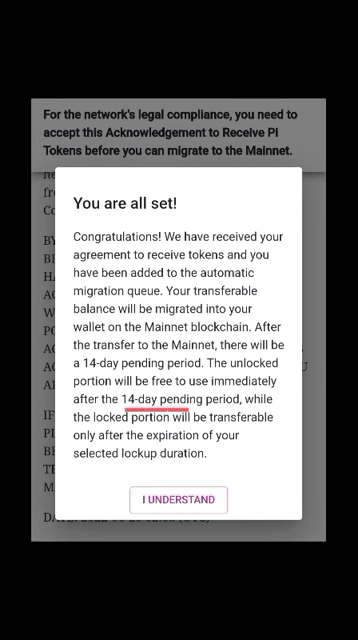 For the network's legal compliance, you need to
accept this Acknowledgement to Receive Pi
Tokens before you can migrate to the Mainnet.
You are all set!
Congratulations! We have received your
agreement to receive tokens and you
have been added to the automatic
migration queue. Your transferable
balance will be migrated into your
wallet on the Mainnet blockchain. After
the transfer to the Mainnet, there will be
a 14-day pending period. The unlocked
portion will be free to use immediately
after the 14-day pending period, while
the locked portion will be transferable
only after the expiration of your
selected lockup duration.
I UNDERSTAND